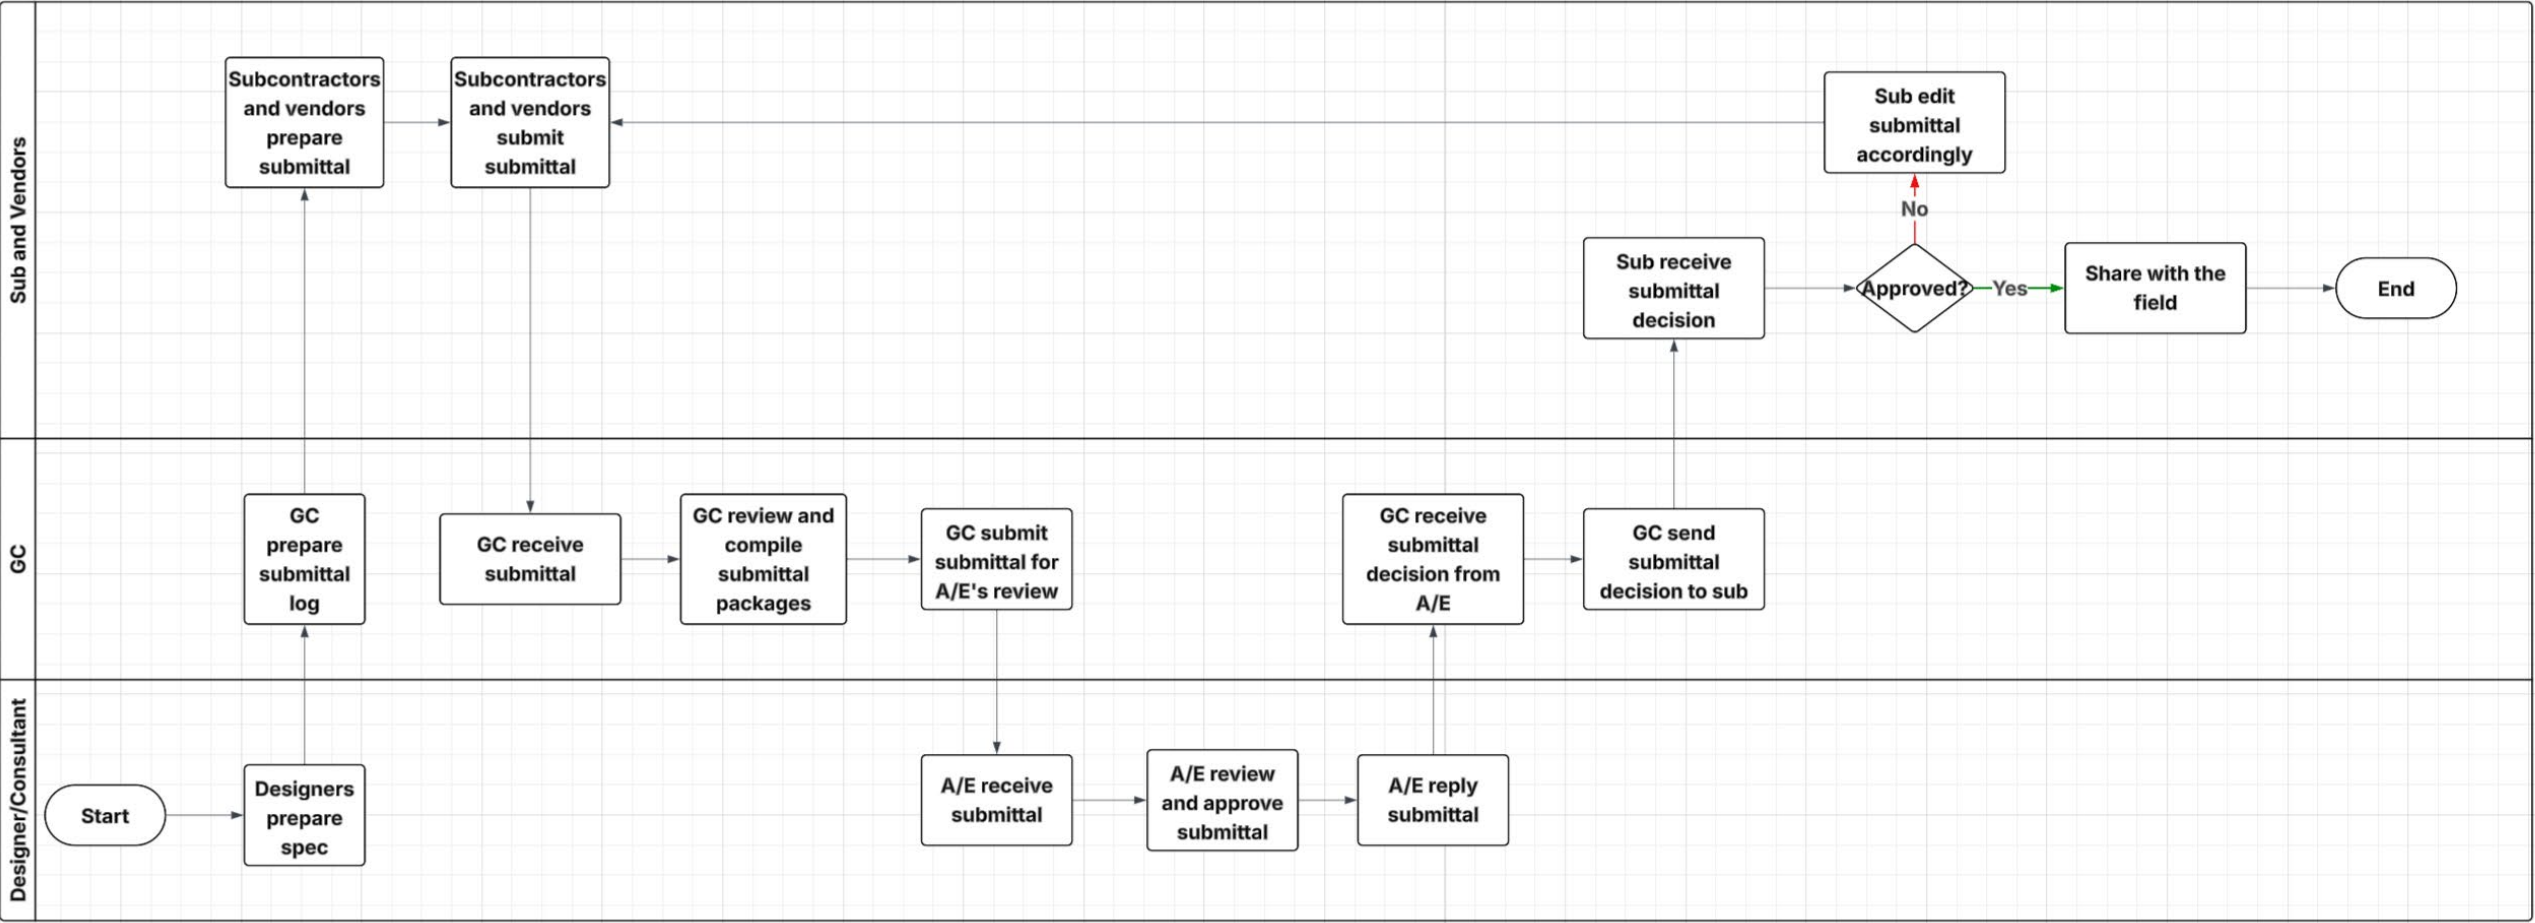 Sub and Vendors
Subcontractors
and vendors
prepare
submittal
Subcontractors
and vendors
submit
submittal
Sub edit
submittal
accordingly
No
Sub receive
submittal
decision
Approved?
Yes
Share with the
field
End
GC
GC
prepare
submittal
log
GC receive
submittal
GC review and
compile
submittal
packages
GC submit
submittal for
A/E's review
GC receive
submittal
decision from
A/E
GC send
submittal
decision to sub
Designer/Consultant
Start
Designers
prepare
spec
A/E receive
submittal
A/E review
and approve
submittal
A/E reply
submittal